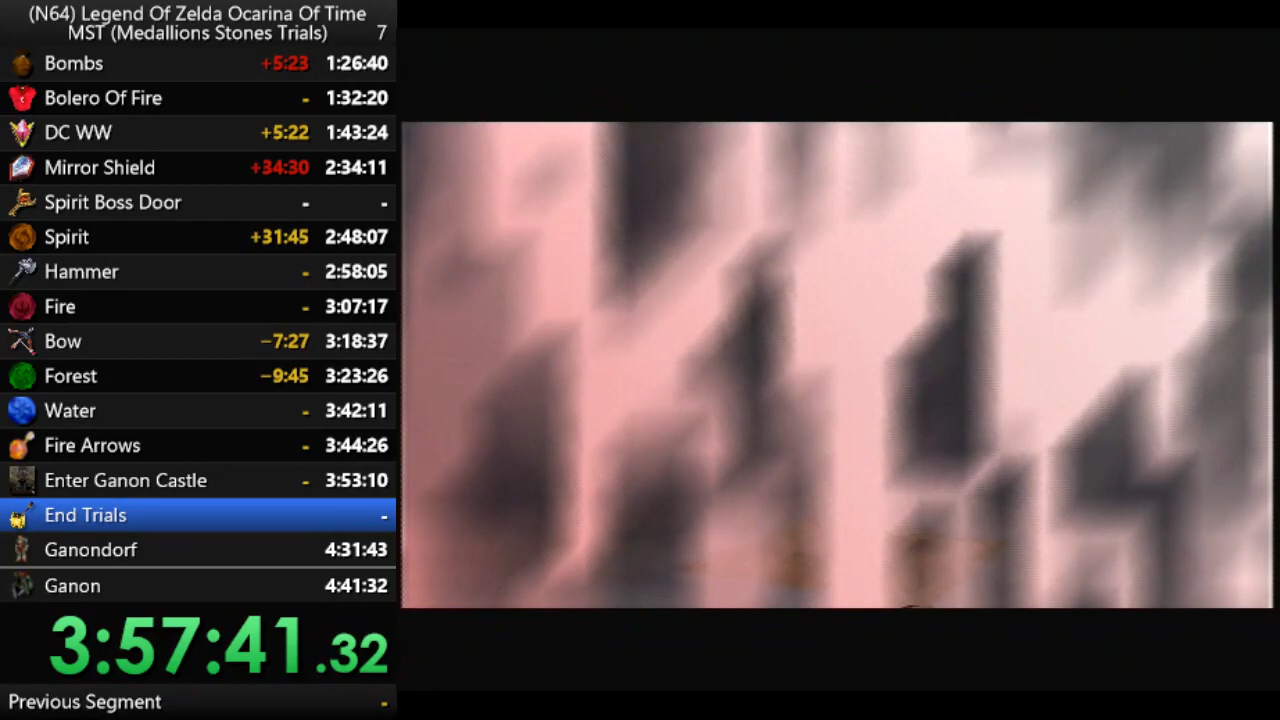 (N64) Legend Of Zelda Ocarina Of Time
MST (Medallions Stones Trials) 7
Bombs +5:23 1:26:40
Bolero Of Fire - 1:32:20
DC WW +5:22 1:43:24
Mirror Shield +34:30 2:34:11
Spirit Boss Door - -
Spirit +31:45 2:48:07
Hammer - 2:58:05
Fire - 3:07:17
Bow −7:27 3:18:37
Forest −9:45 3:23:26
Water - 3:42:11
Fire Arrows - 3:44:26
Enter Ganon Castle - 3:53:10
End Trials -
Ganondorf 4:31:43
Ganon 4:41:32
3:57:41.32
Previous Segment -